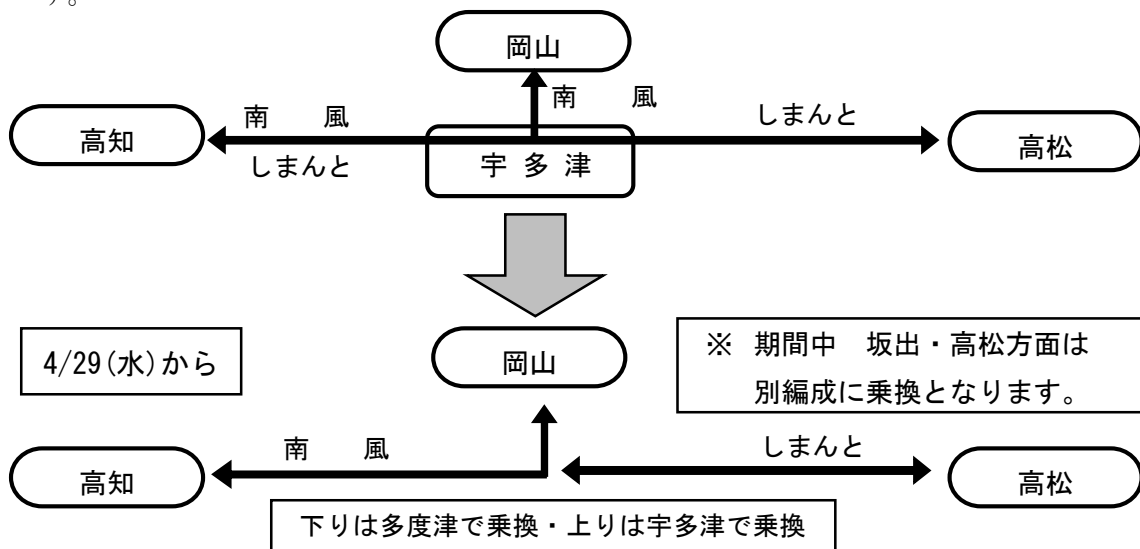 す。
岡山
南　　風
南　　風
しまんと
高知
しまんと
宇 多 津
高松
岡山
4/29(水)から
※ 期間中　坂出・高松方面は
別編成に乗換となります。
南　　風
しまんと
高知
高松
下りは多度津で乗換・上りは宇多津で乗換